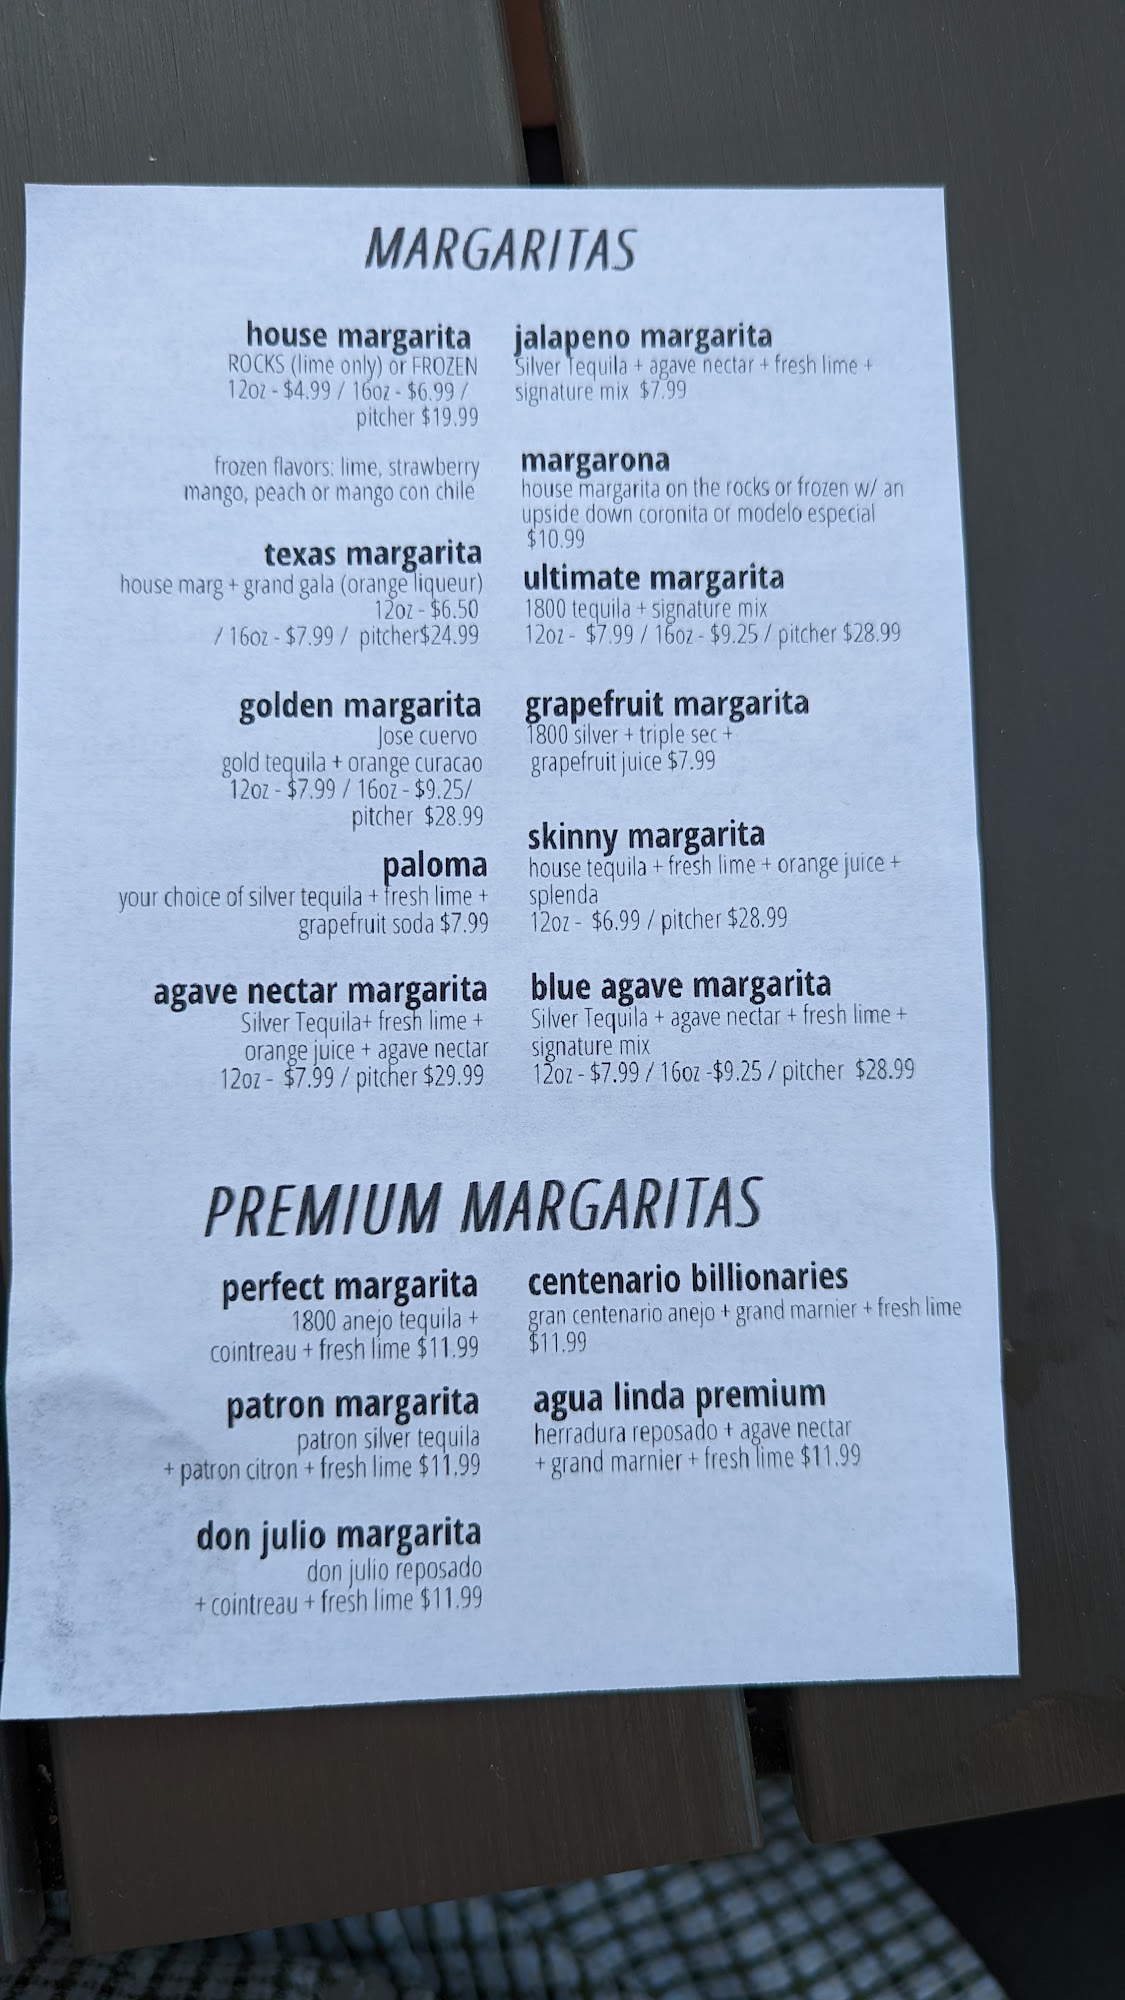 MARGARITAS
house margarita
ROCKS (lime only) or FROZEN
12oz - $4.99 / 16oz - $6.99 /
pitcher $19.99
frozen flavors: lime, strawberry
mango, peach or mango con chile
texas margarita
house marg + grand gala (orange liqueur)
12oz - $6.50
/ 16oz - $7.99 / pitcher$24.99
golden margarita
Jose cuervo
gold tequila + orange curacao
12oz - $7.99 / 16oz - $9.25/
pitcher $28.99
paloma
your choice of silver tequila + fresh lime +
grapefruit soda $7.99
agave nectar margarita
Silver Tequila+ fresh lime +
orange juice + agave nectar
12oz - $7.99 / pitcher $29.99
jalapeno margarita
Silver Tequila + agave nectar + fresh lime +
signature mix $7.99
margarona
house margarita on the rocks or frozen w/ an
upside down coronita or modelo especial
$10.99
ultimate margarita
1800 tequila + signature mix
12oz - $7.99 / 16oz - $9.25 / pitcher $28.99
grapefruit margarita
1800 silver + triple sec +
grapefruit juice $7.99
skinny margarita
house tequila + fresh lime + orange juice +
splenda
12oz - $6.99 / pitcher $28.99
blue agave margarita
Silver Tequila + agave nectar + fresh lime +
signature mix
12oz - $7.99 / 16oz -$9.25 / pitcher $28.99
PREMIUM MARGARITAS
perfect margarita
1800 anejo tequila +
cointreau + fresh lime $11.99
patron margarita
patron silver tequila
+ patron citron + fresh lime $11.99
don julio margarita
don julio reposado
+ cointreau + fresh lime $11.99
centenario billionaries
gran centenario anejo + grand marnier + fresh lime
$11.99
agua linda premium
herradura reposado + agave nectar
+ grand marnier + fresh lime $11.99